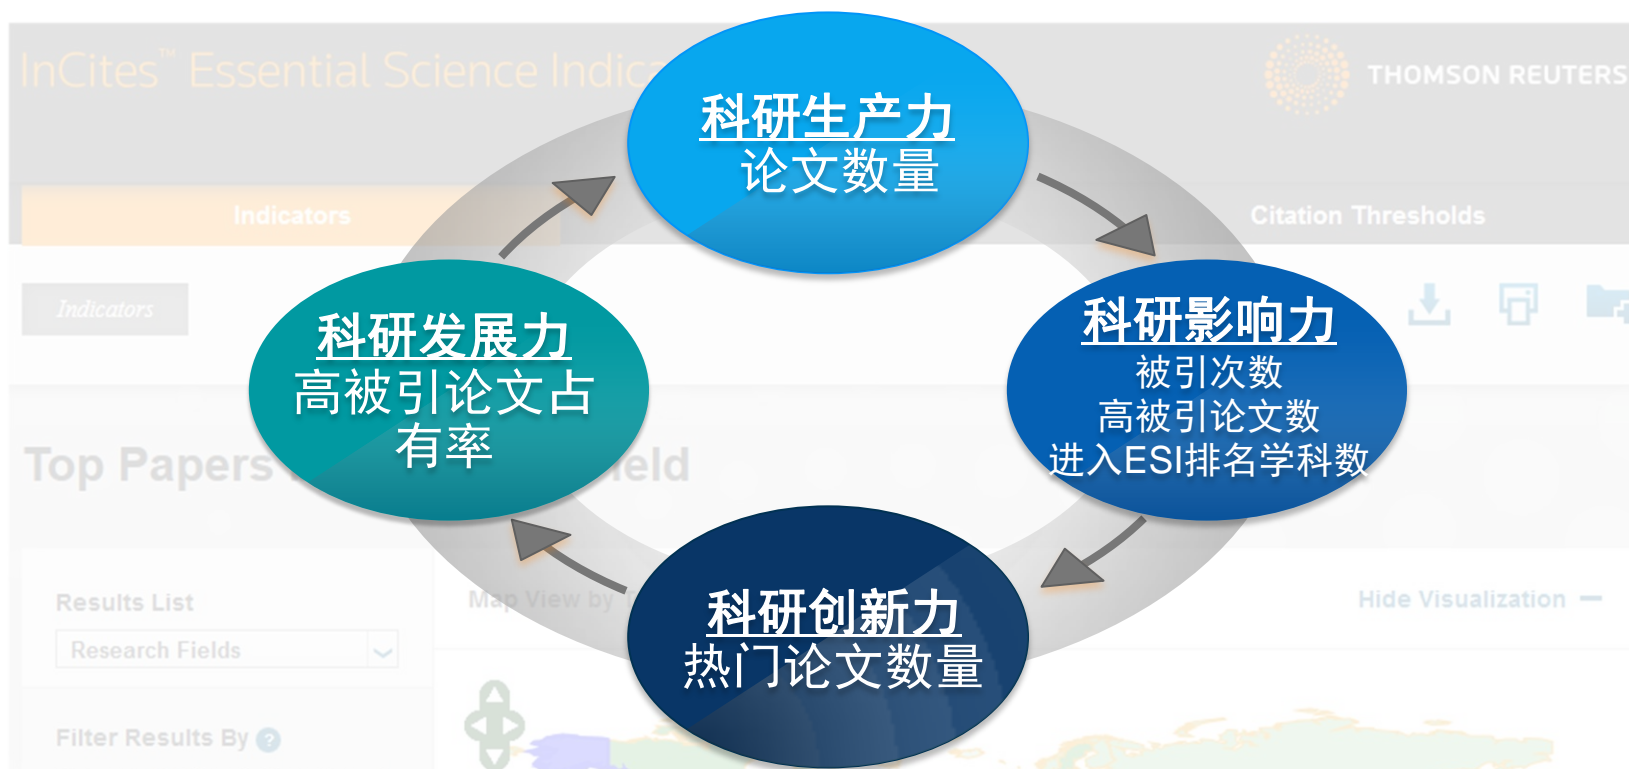 InCites™ Essential Science Indica
THOMSON REUTERS
科研生产力
论文数量
Indicators
Citation Thresholds
Indicators
科研发展力
高被引论文占
有率
科研影响力
被引次数
高被引论文数
进入ESI排名学科数
Top Papers
eld
科研创新力
热门论文数量
Results List
Research Fields
Filter Results By ?
Map View by
Hide Visualization